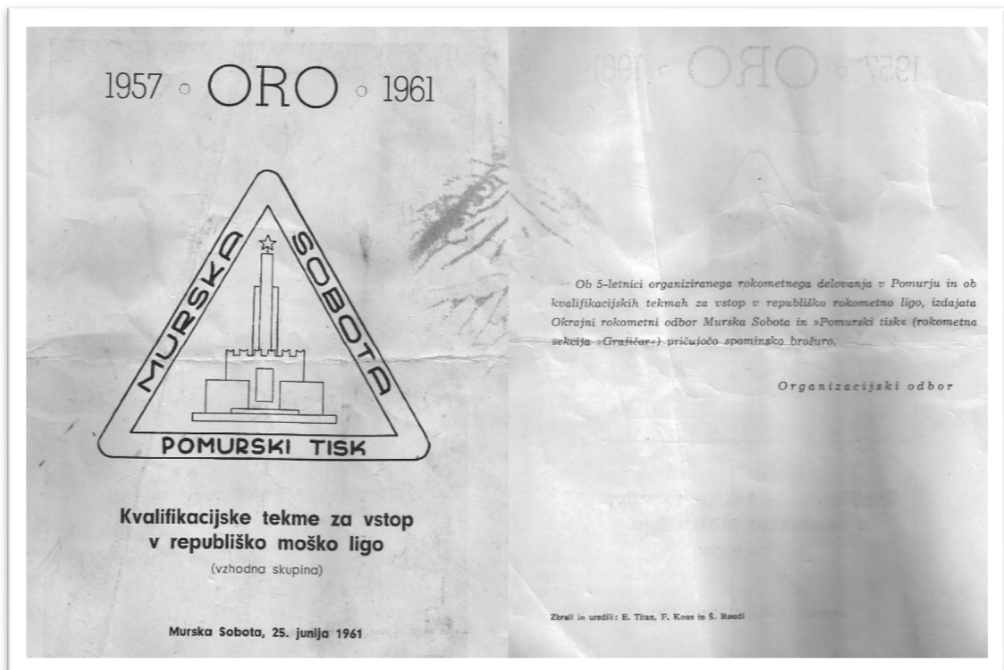 1957 ◦ ORO ◦ 1961
MURSKA SOBOTA
POMURSKI TISK
Kvalifikacijske tekme za vstop
v republiško moško ligo
(vzhodna skupina)
Murska Sobota, 25. junija 1961
Ob 5-letnici organiziranega rokometnega delovanja v Pomurju in ob
kvalifikacijskih tekmah za vstop v republiško rokometno ligo, izdajata
Okrajni rokometni odbor Murska Sobota in »Pomurski tisk« (rokometna
sekcija »Grafičar«) pričujočo spominsko brošuro.
Organizacijski odbor
Zbrali in uredili: E. Titan, F. Kous in Š.